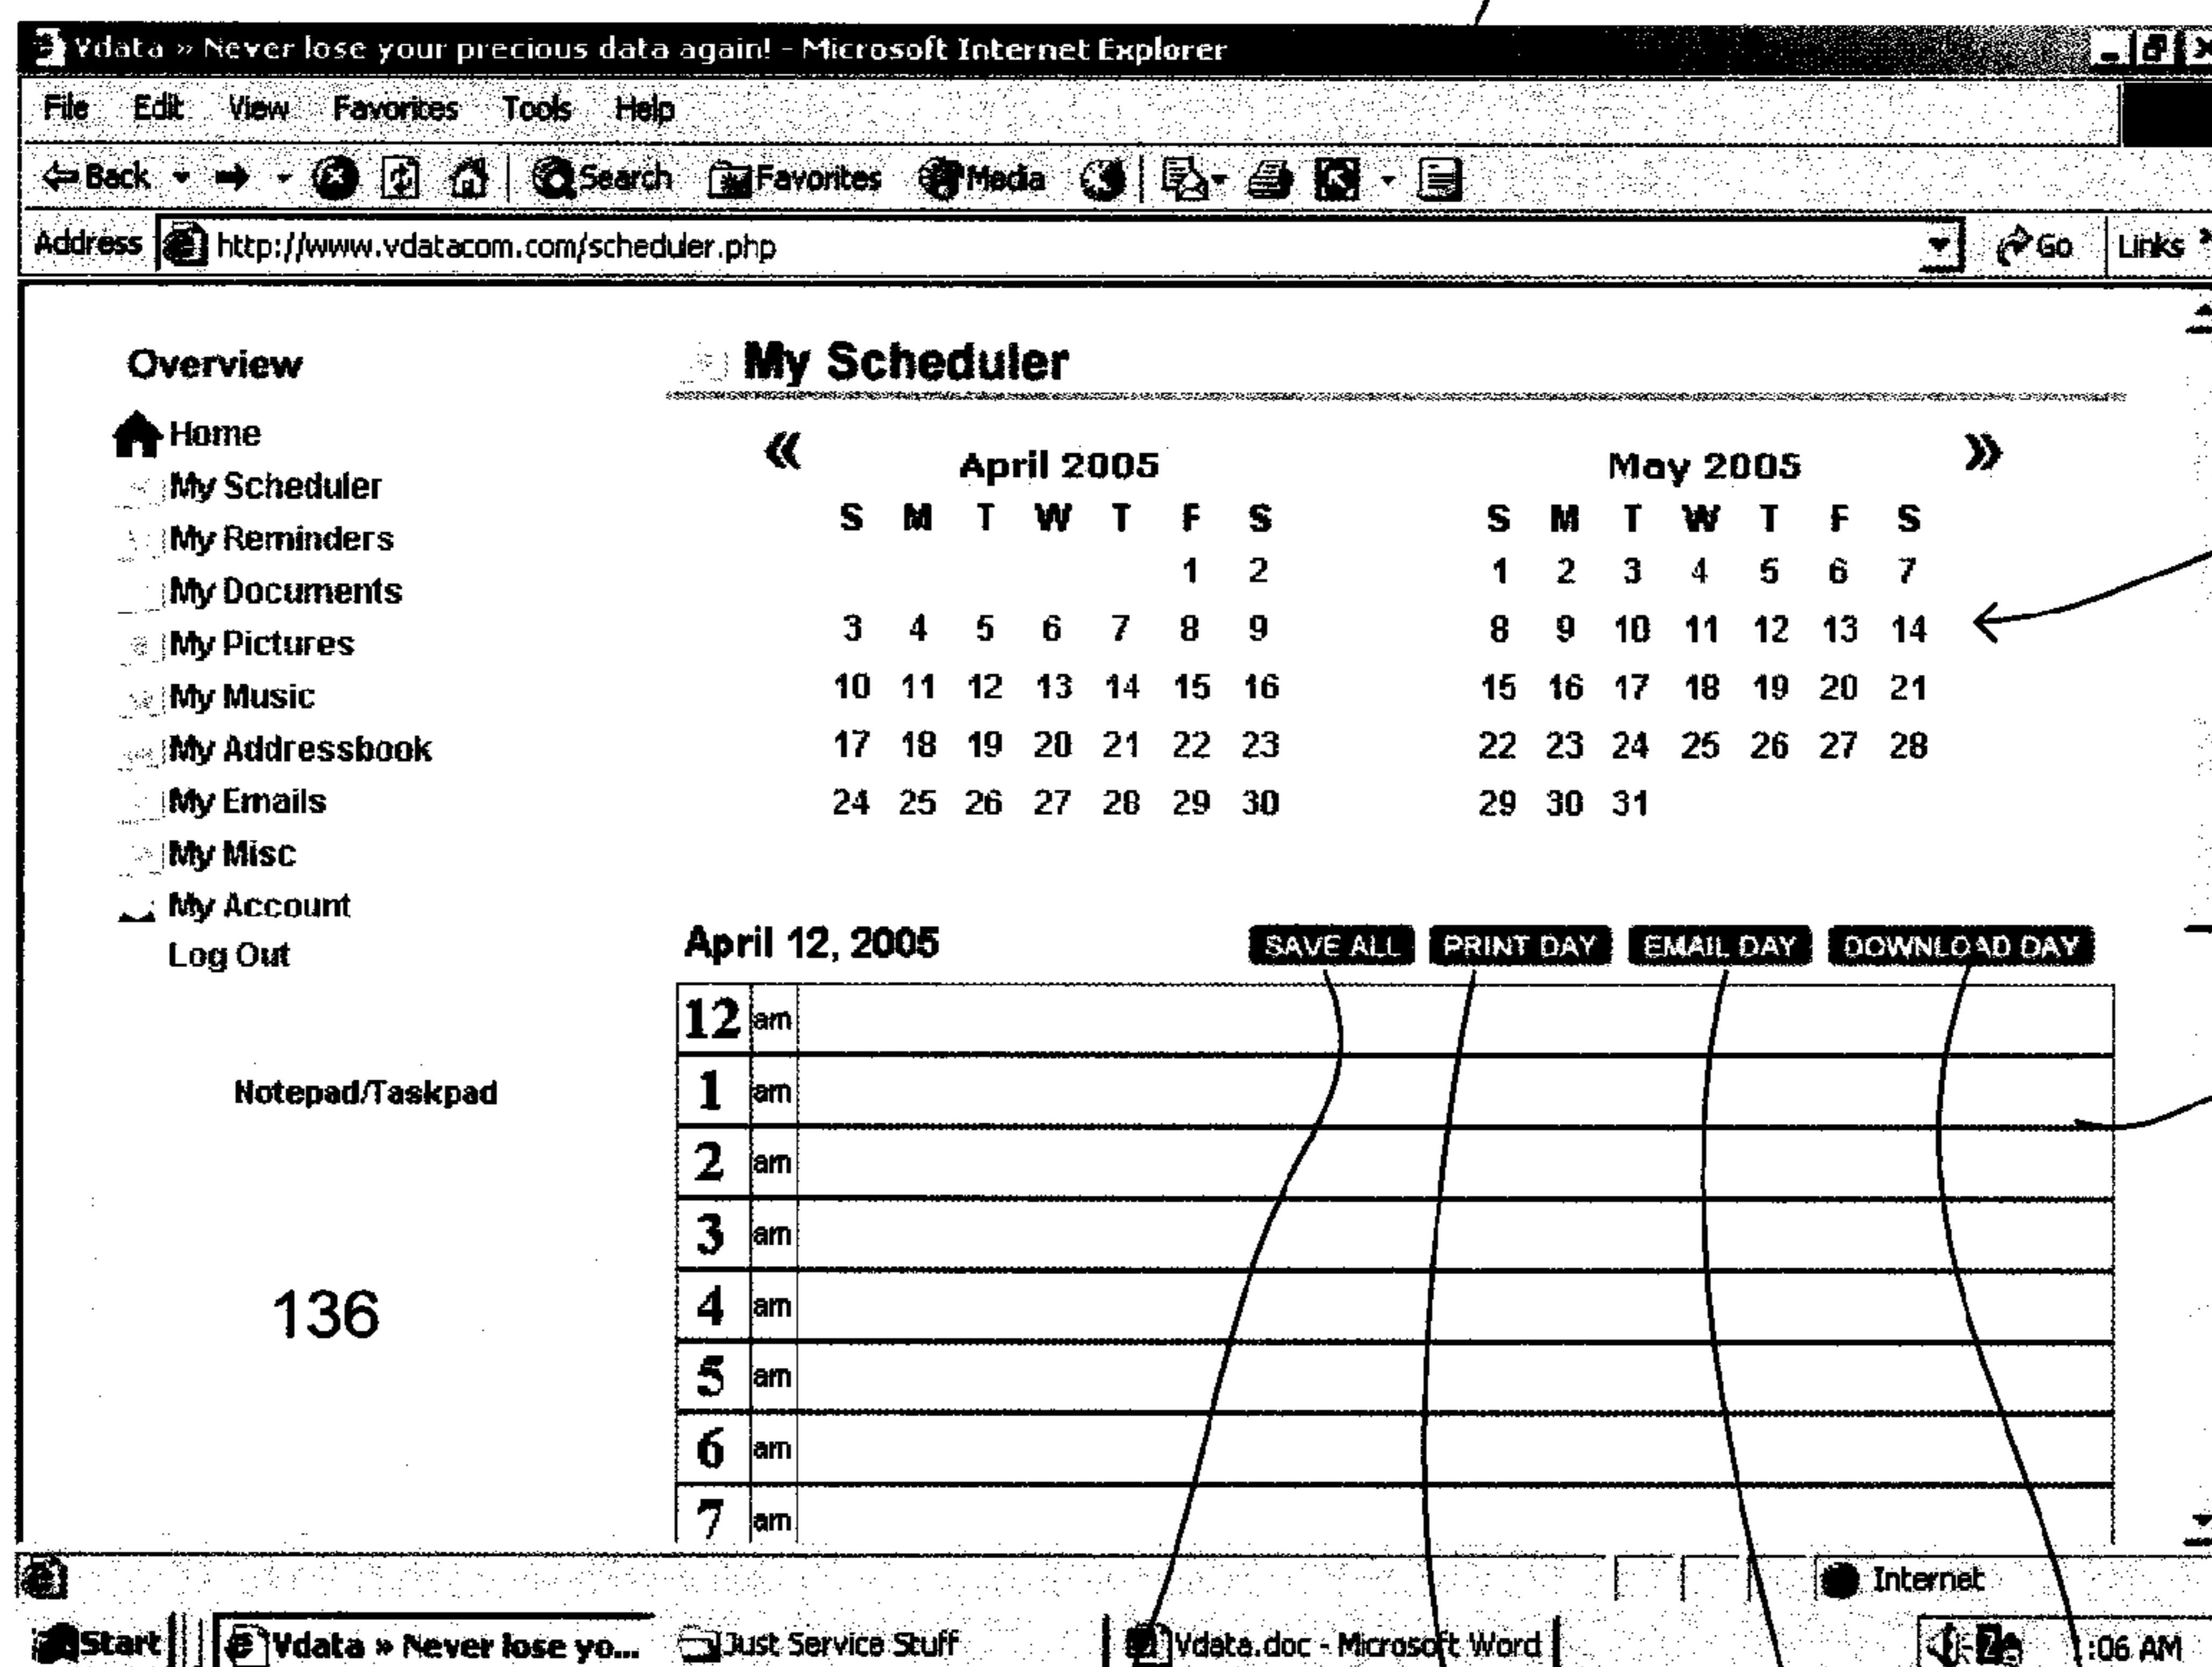 Vdata » Never lose your precious data again! - Microsoft Internet Explorer
File Edit View Favorites Tools Help
Back Search Favorites Media
Address http://www.vdatacom.com/scheduler.php Go Links »
Overview
Home
My Scheduler
My Reminders
My Documents
My Pictures
My Music
My Addressbook
My Emails
My Misc
My Account
Log Out
Notepad/Taskpad
136
My Scheduler
« April 2005 May 2005 »
S M T W T F S S M T W T F S
1 2 1 2 3 4 5 6 7
3 4 5 6 7 8 9 8 9 10 11 12 13 14
10 11 12 13 14 15 16 15 16 17 18 19 20 21
17 18 19 20 21 22 23 22 23 24 25 26 27 28
24 25 26 27 28 29 30 29 30 31
April 12, 2005 SAVE ALL PRINT DAY EMAIL DAY DOWNLOAD DAY
12 am
1 am
2 am
3 am
4 am
5 am
6 am
7 am
Internet
Start Vdata » Never lose yo... Just Service Stuff Vdata.doc - Microsoft Word :06 AM